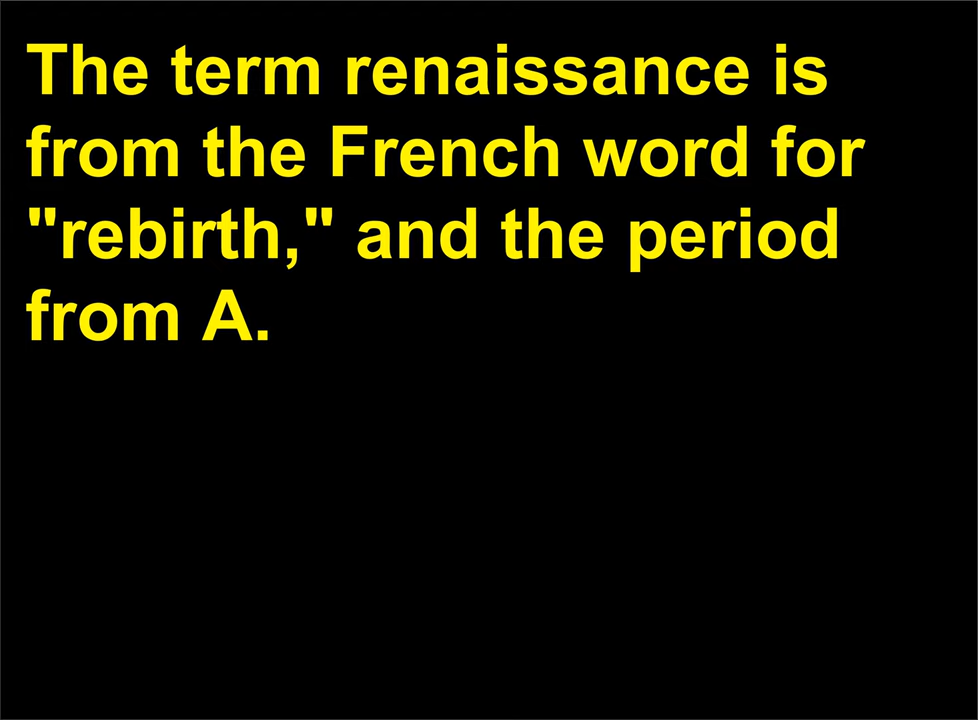 The term renaissance is
from the French word for
"rebirth," and the period
from A.